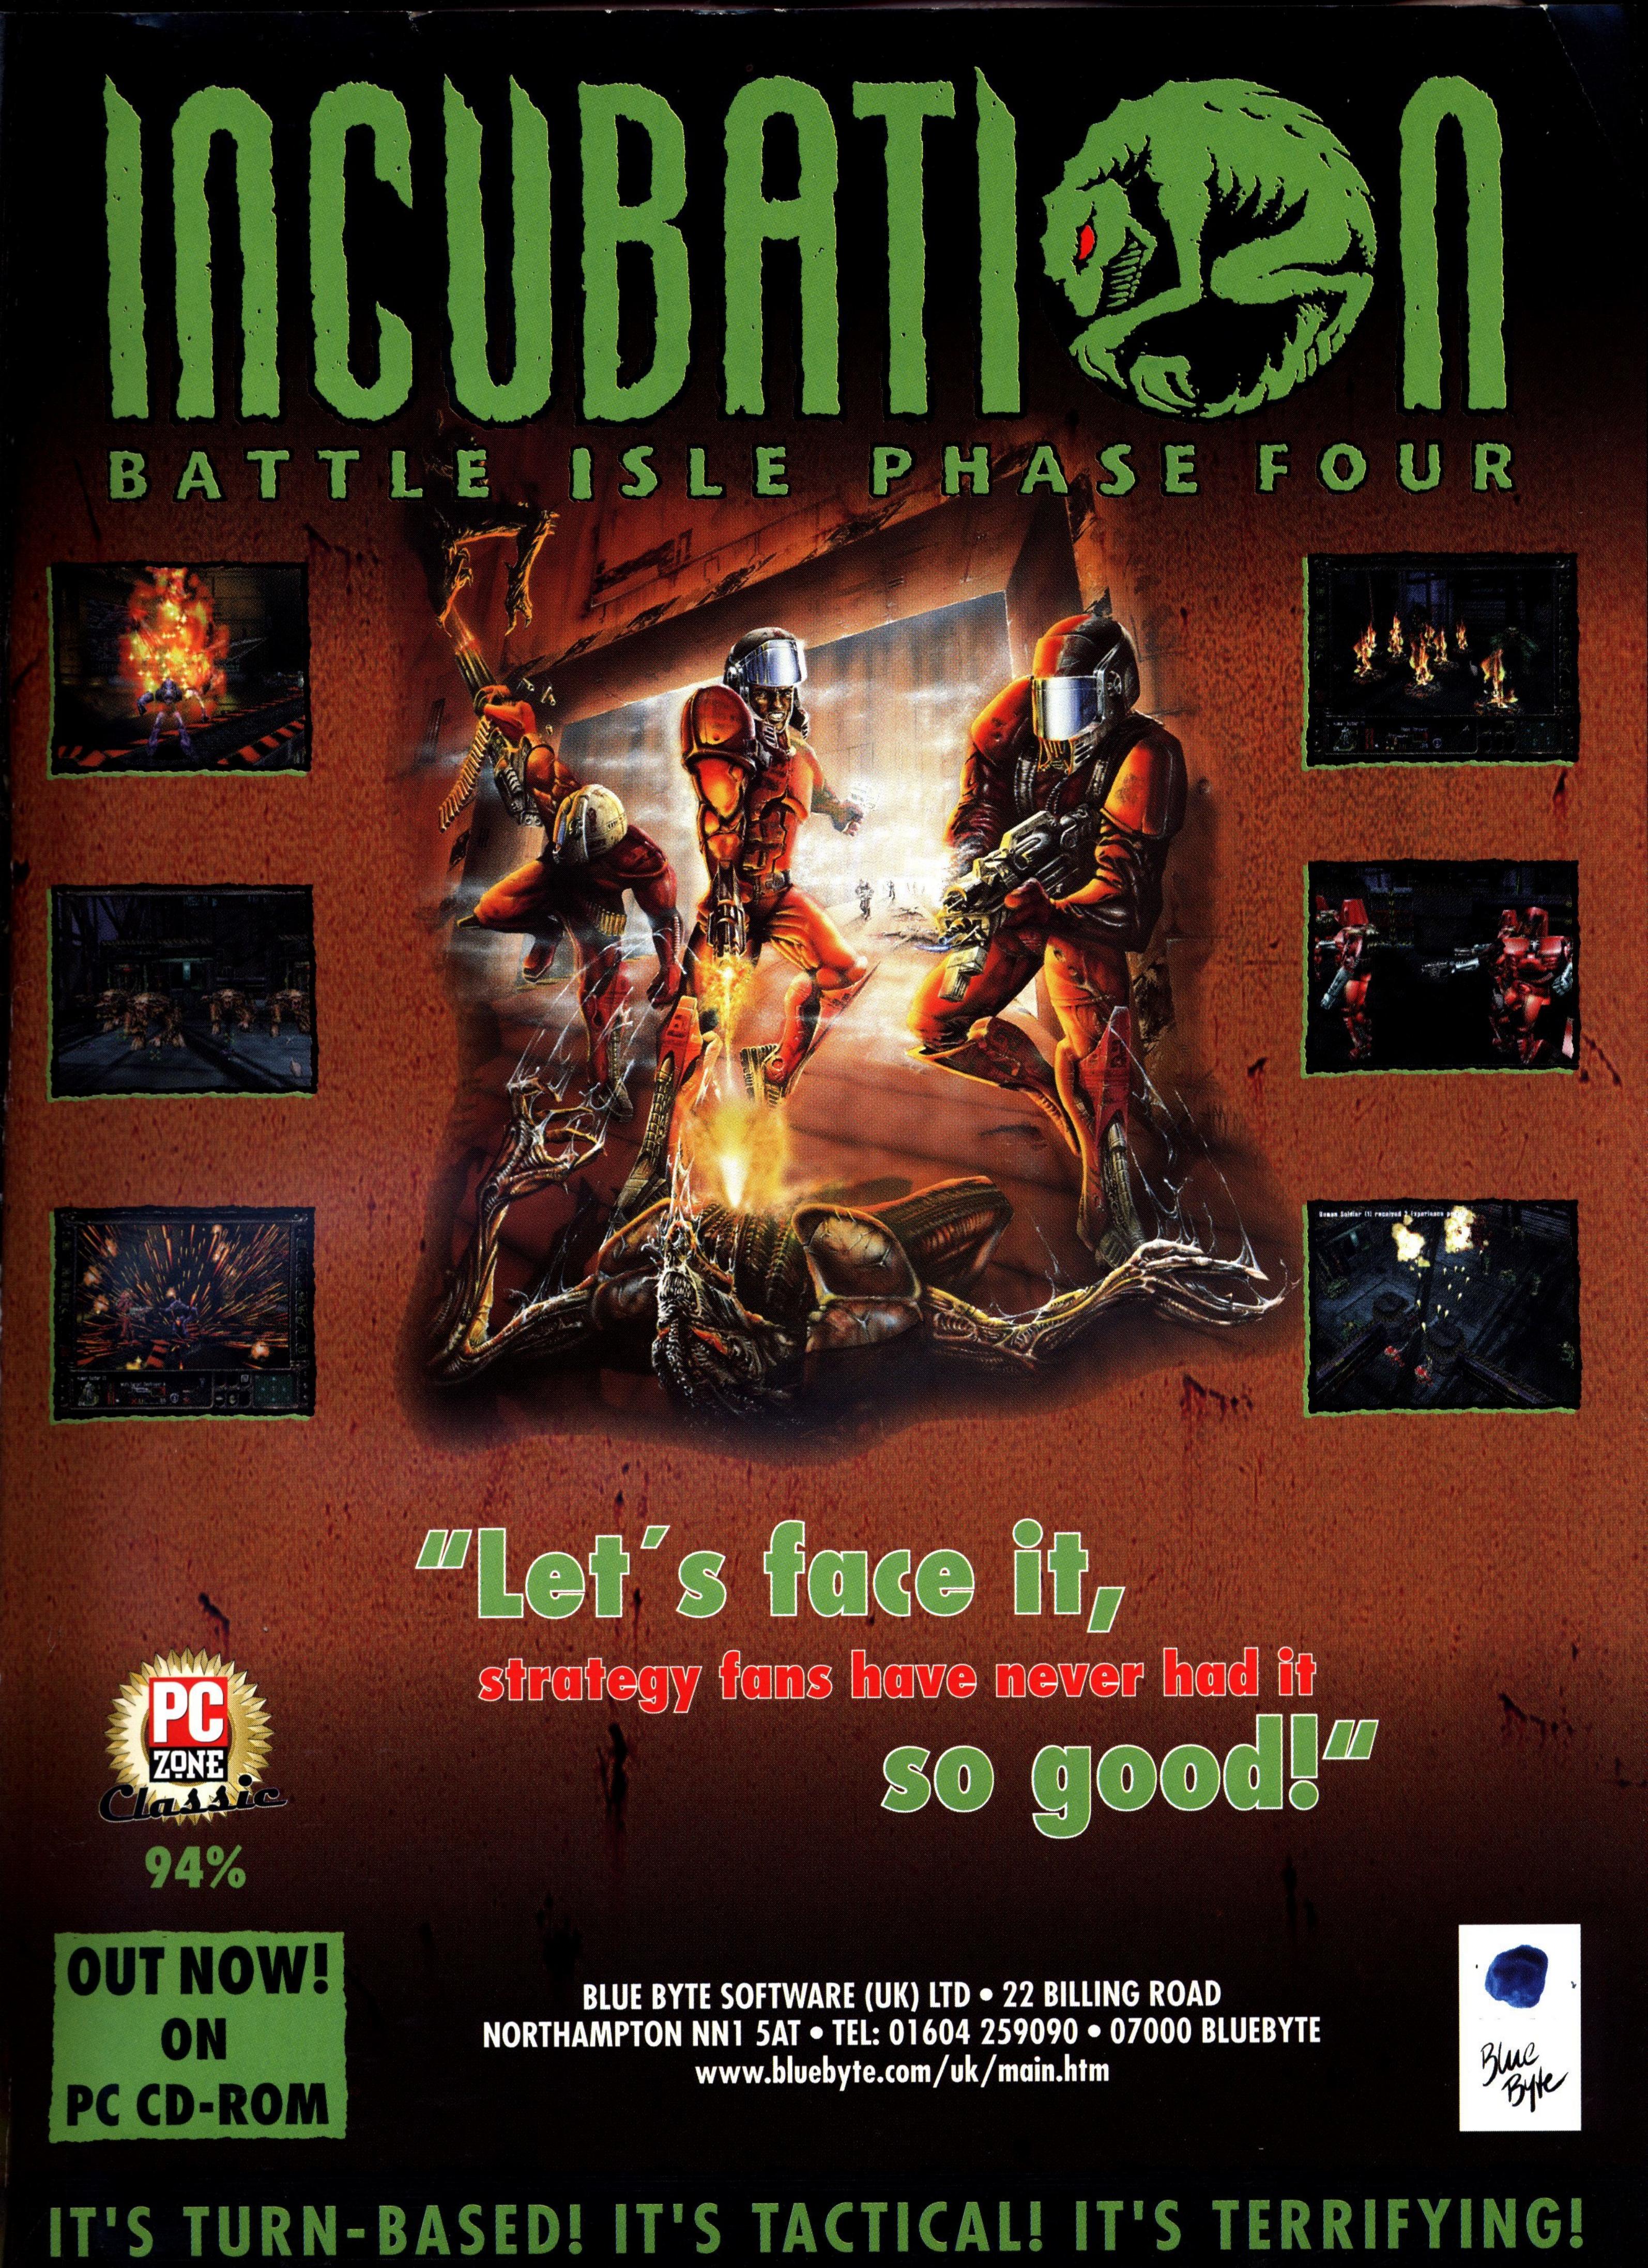 INCUBATION
BATTLE ISLE PHASE FOUR
"Let´s face it,
strategy fans have never had it
so good!"
PC
ZONE
Classic
94%
OUT NOW!
ON
PC CD-ROM
BLUE BYTE SOFTWARE (UK) LTD • 22 BILLING ROAD
NORTHAMPTON NN1 5AT • TEL: 01604 259090 • 07000 BLUEBYTE
www.bluebyte.com/uk/main.htm
Blue
Byte
IT'S TURN-BASED! IT'S TACTICAL! IT'S TERRIFYING!